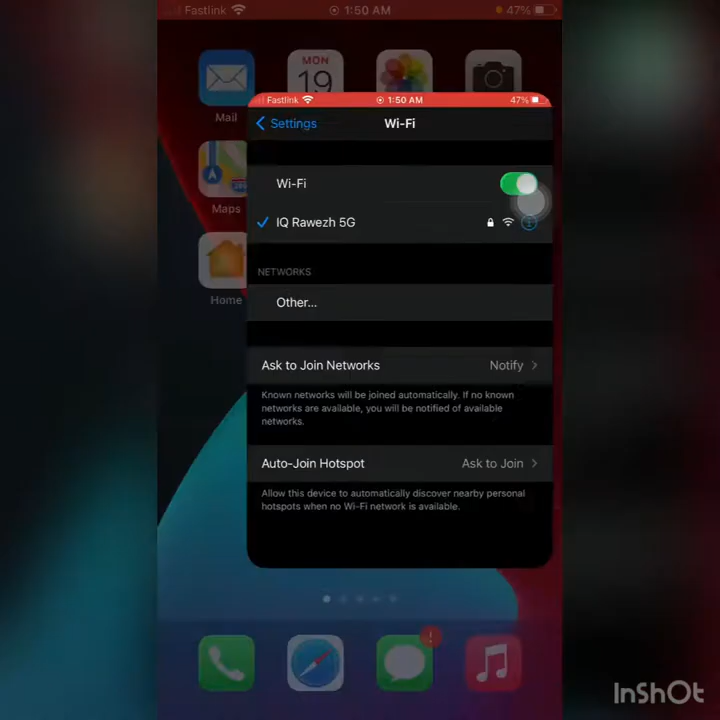 Fastlink 1:50 AM 47%
MON
19
Mail
Maps
Home
Fastlink 1:50 AM 47%
Settings Wi-Fi
Wi-Fi
IQ Rawezh 5G
NETWORKS
Other...
Ask to Join Networks Notify
Known networks will be joined automatically. If no known
networks are available, you will be notified of available
networks.
Auto-Join Hotspot Ask to Join
Allow this device to automatically discover nearby personal
hotspots when no Wi-Fi network is available.
InShOt